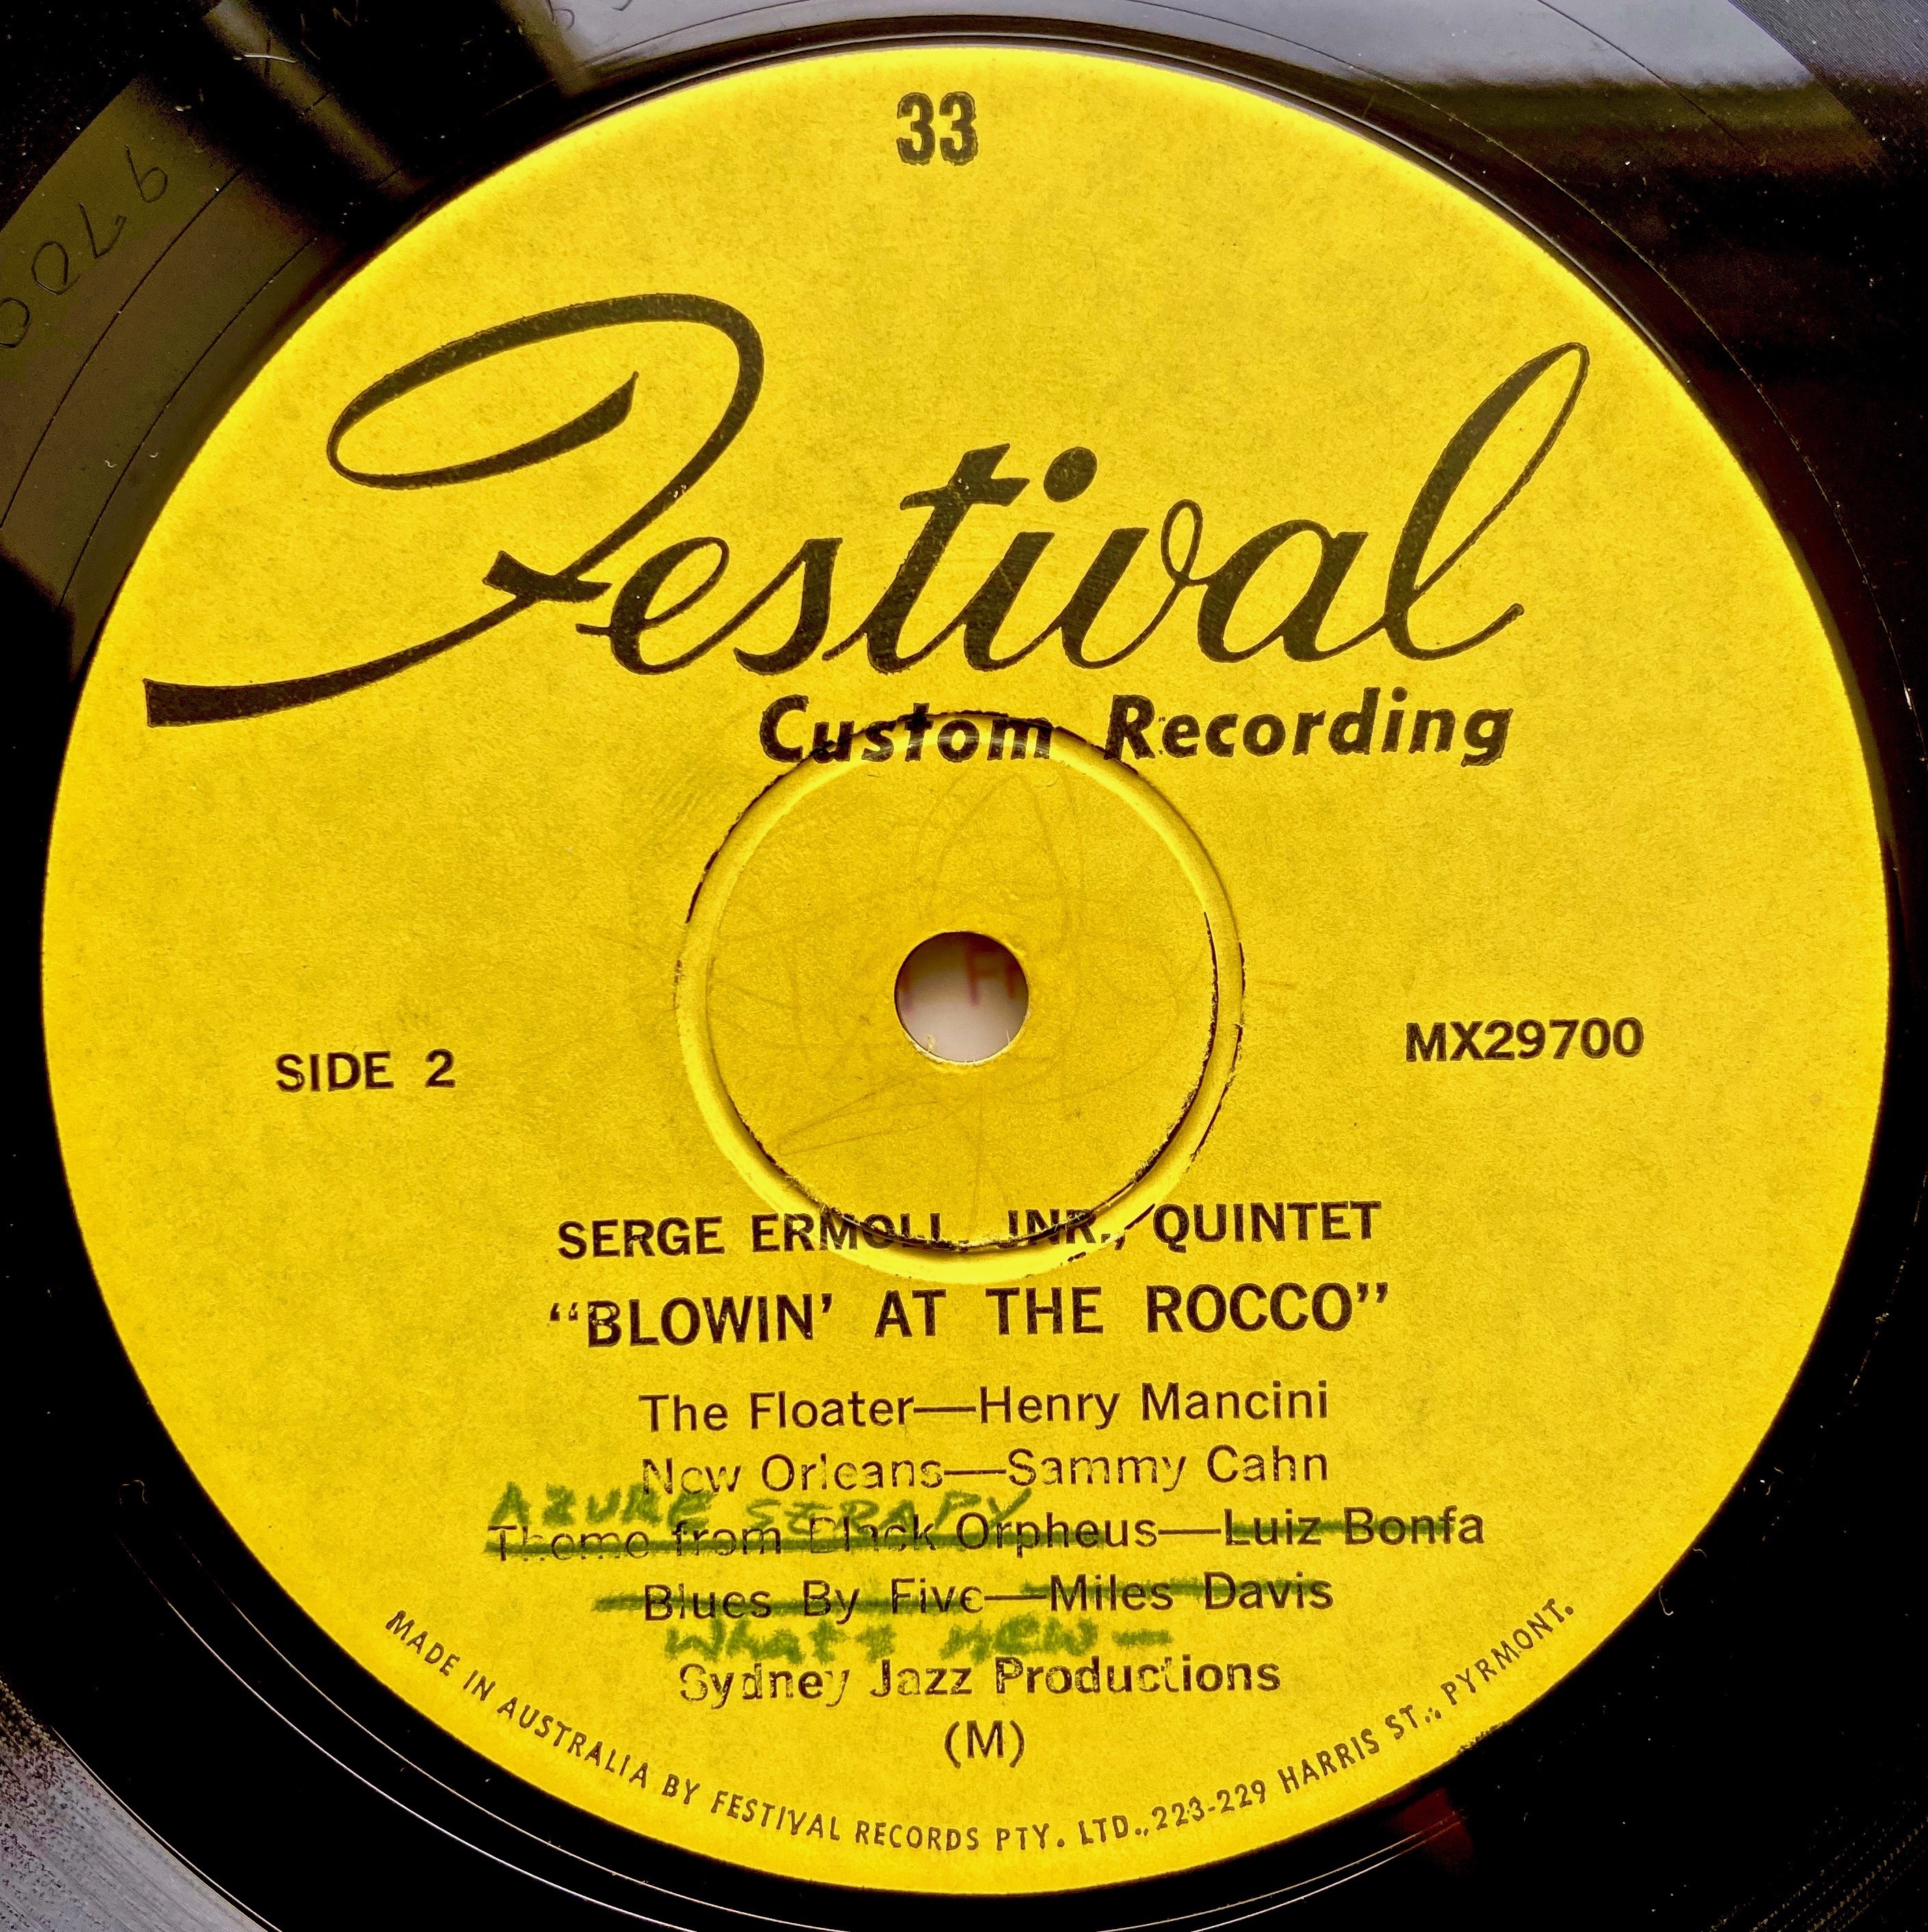 33
Festival
Custom Recording
SIDE 2
MX29700
SERGE ERMOLL, JNR., QUINTET
“BLOWIN’ AT THE ROCCO”
The Floater—Henry Mancini
New Orleans—Sammy Cahn
AZURE SERAPY
Theme from Black Orpheus—Luiz Bonfa
Blues By Five—Miles Davis
What's NEW —
Sydney Jazz Productions
(M)
MADE IN AUSTRALIA BY FESTIVAL RECORDS PTY. LTD., 223-229 HARRIS ST., PYRMONT.